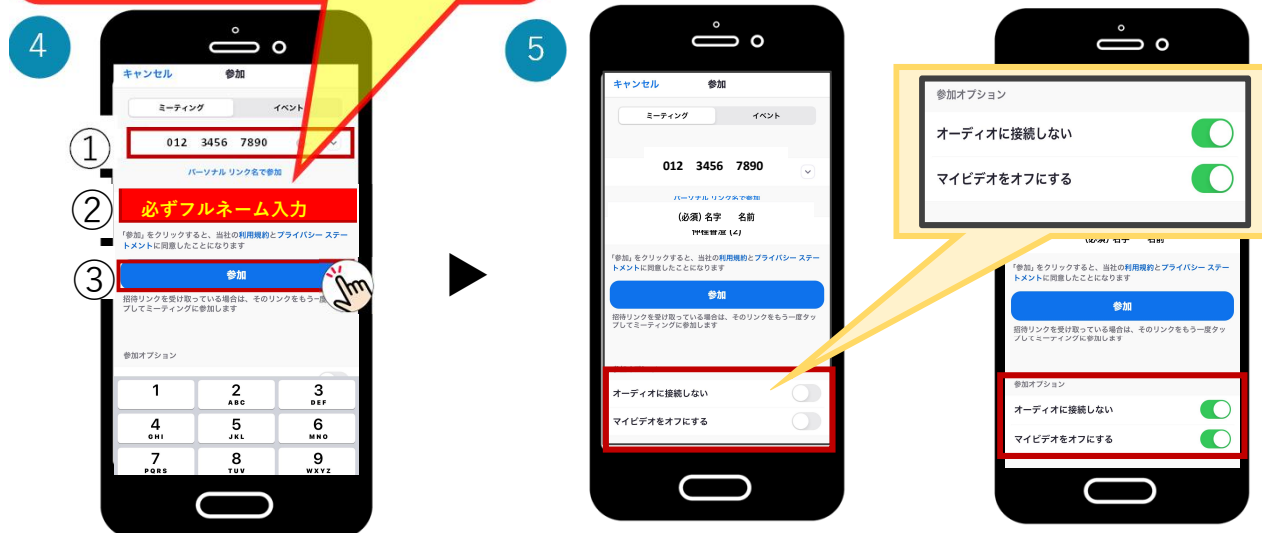 4
キャンセル 参加
ミーティング イベント
① 012 3456 7890
パーソナル リンク名で参加
② 必ずフルネーム入力
「参加」をクリックすると、当社の利用規約とプライバシー ステー
トメントに同意したことになります
③ 参加
招待リンクを受け取っている場合は、そのリンクをもう一度
プしてミーティングに参加します
参加オプション
1 2 3
ABC DEF
4 5 6
GHI JKL MNO
7 8 9
PQRS TUV WXYZ
5
キャンセル 参加
ミーティング イベント
012 3456 7890
パーソナル リンク名で参加
(必須) 名字 名前
(2)
「参加」をクリックすると、当社の利用規約とプライバシー ステー
トメントに同意したことになります
参加
招待リンクを受け取っている場合は、そのリンクをもう一度タッ
プしてミーティングに参加します
オーディオに接続しない
マイビデオをオフにする
参加オプション
オーディオに接続しない
マイビデオをオフにする
(必須) 名字 名前
「参加」をクリックすると、当社の利用規約とプライバシー ステー
トメントに同意したことになります
参加
招待リンクを受け取っている場合は、そのリンクをもう一度タッ
プしてミーティングに参加します
参加オプション
オーディオに接続しない
マイビデオをオフにする